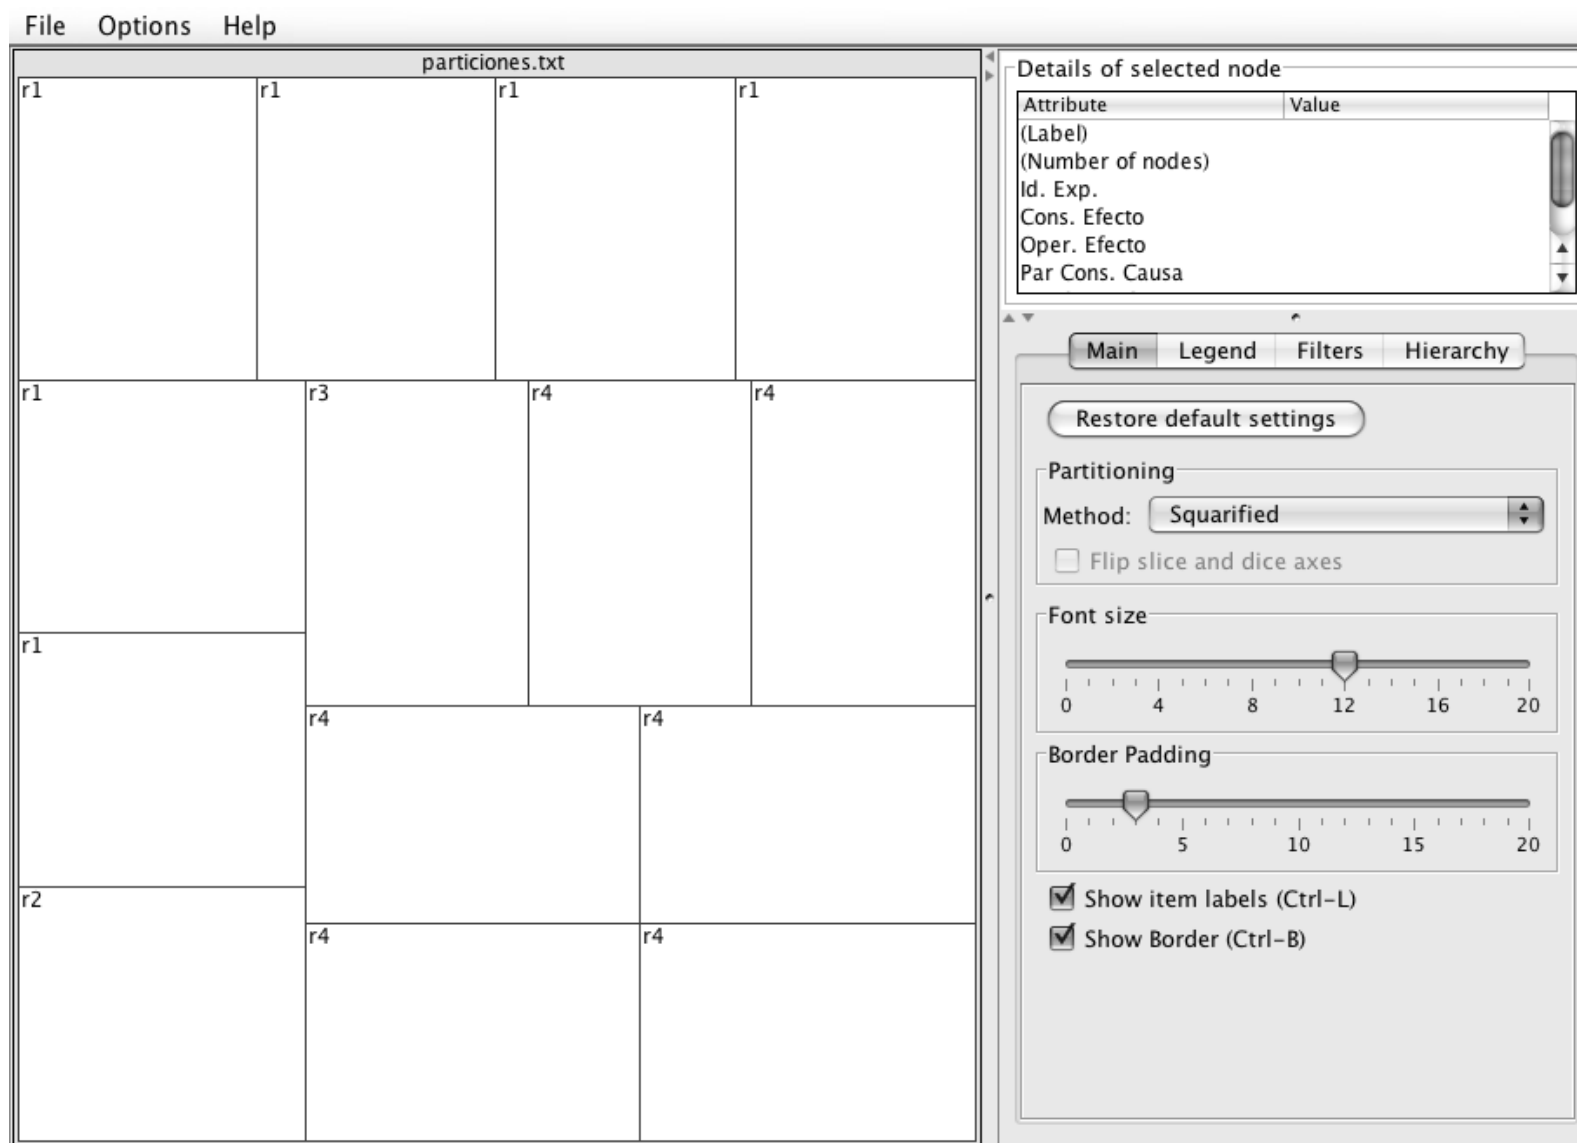 File Options Help
particiones.txt
r1 r1 r1 r1
r1 r3 r4 r4
r1
r4 r4
r2
r4 r4
Details of selected node
Attribute Value
(Label)
(Number of nodes)
Id. Exp.
Cons. Efecto
Oper. Efecto
Par Cons. Causa
Main Legend Filters Hierarchy
Restore default settings
Partitioning
Method: Squarified
Flip slice and dice axes
Font size
0 4 8 12 16 20
Border Padding
0 5 10 15 20
Show item labels (Ctrl-L)
Show Border (Ctrl-B)